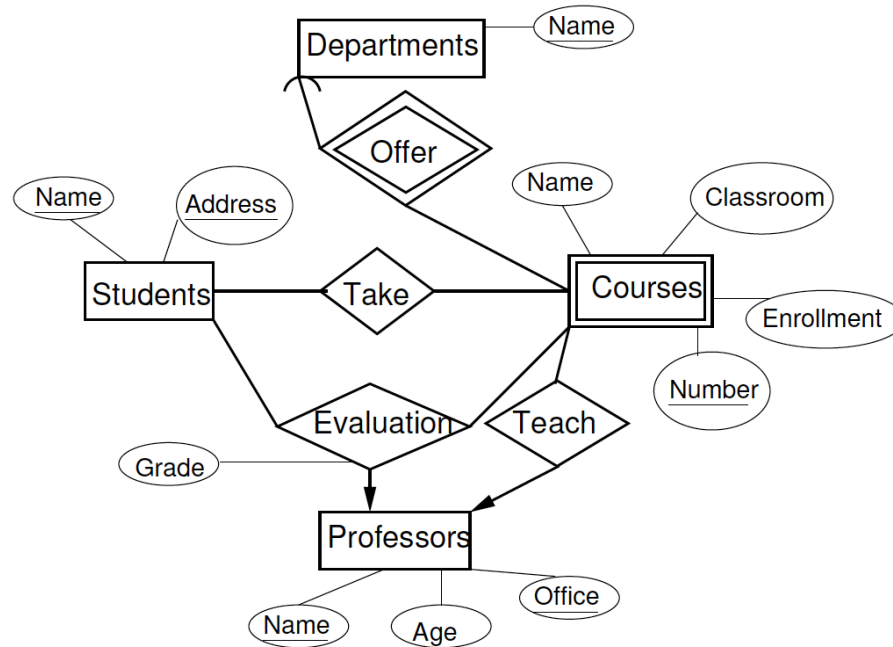 Departments
Name
Offer
Name
Classroom
Name
Address
Students
Take
Courses
Enrollment
Number
Evaluation
Teach
Grade
Professors
Name
Age
Office